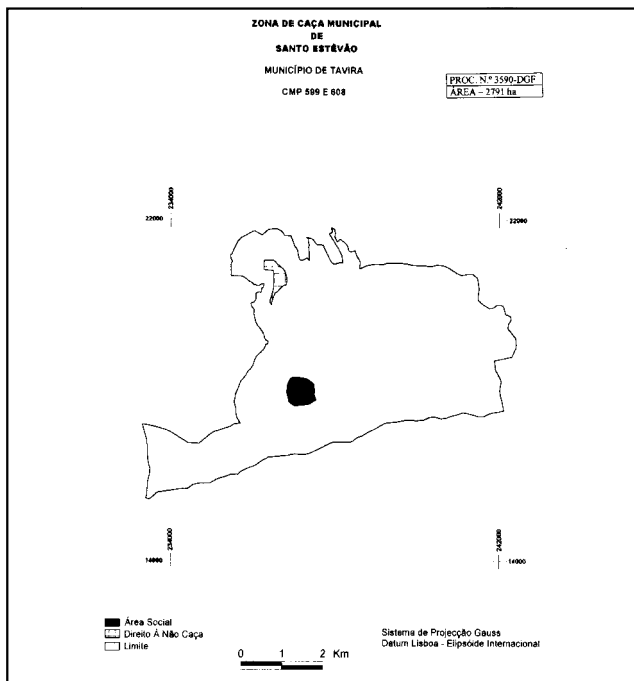 ZONA DE CAÇA MUNICIPAL
DE
SANTO ESTÊVÃO
MUNICÍPIO DE TAVIRA
CMP 599 E 608
PROC. N.º 3590-DGF
ÁREA – 2791 ha
234000
242000
22000
22000
14000
14000
234000
242000
Área Social
Direito Á Não Caça
Limite
0 1 2 Km
Sistema de Projecção Gauss
Datum Lisboa - Elipsóide Internacional